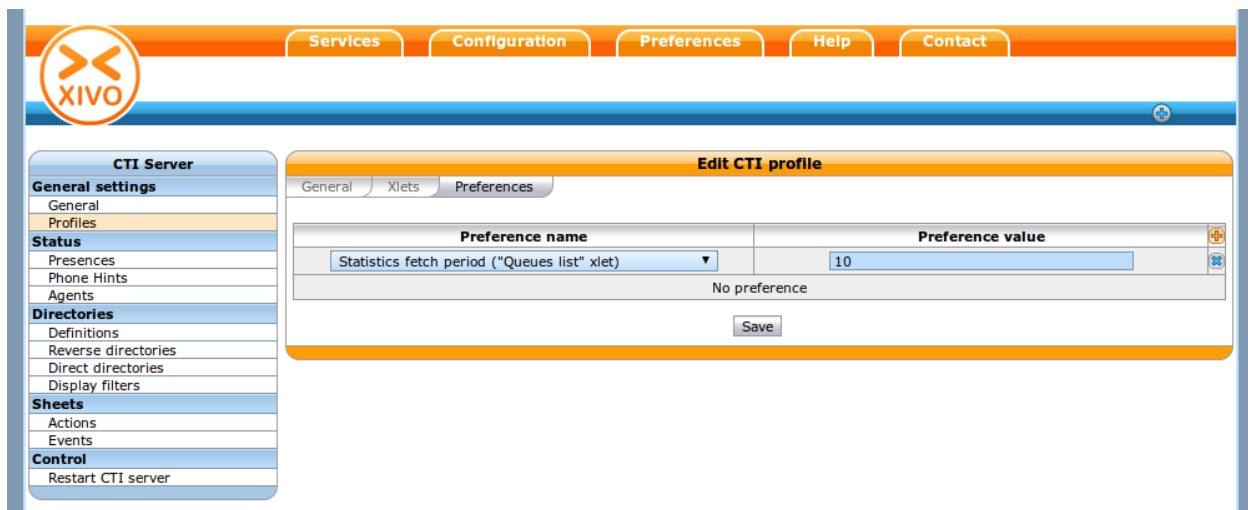 Services Configuration Preferences Help Contact
XIVO
CTI Server
General settings
General
Profiles
Status
Presences
Phone Hints
Agents
Directories
Definitions
Reverse directories
Direct directories
Display filters
Sheets
Actions
Events
Control
Restart CTI server
Edit CTI profile
General Xlets Preferences
Preference name Preference value
Statistics fetch period ("Queues list" xlet) 10
No preference
Save